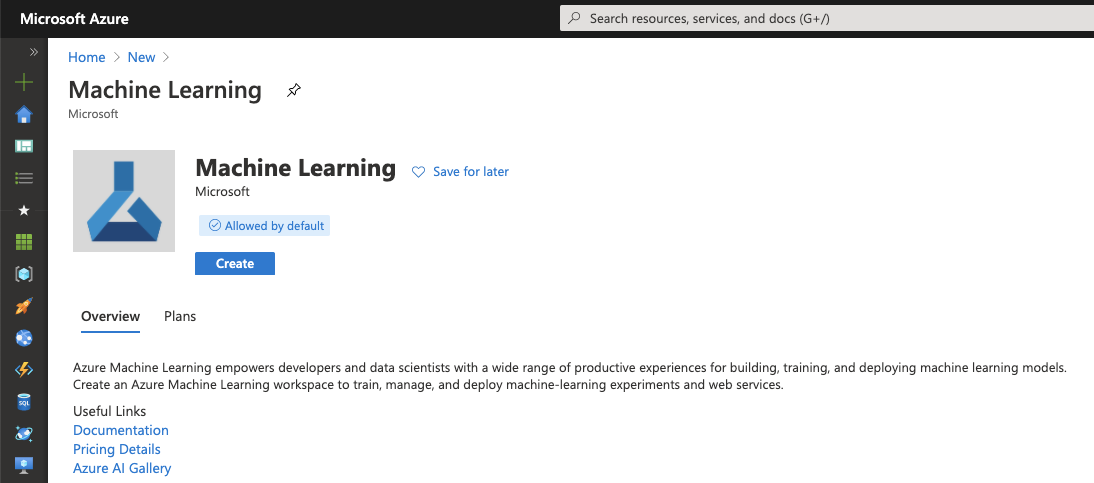 Microsoft Azure
Search resources, services, and docs (G+/)
Home > New >
Machine Learning
Microsoft
Machine Learning
Save for later
Microsoft
Allowed by default
Create
Overview
Plans
Azure Machine Learning empowers developers and data scientists with a wide range of productive experiences for building, training, and deploying machine learning models.
Create an Azure Machine Learning workspace to train, manage, and deploy machine-learning experiments and web services.
Useful Links
Documentation
Pricing Details
Azure AI Gallery
SQL